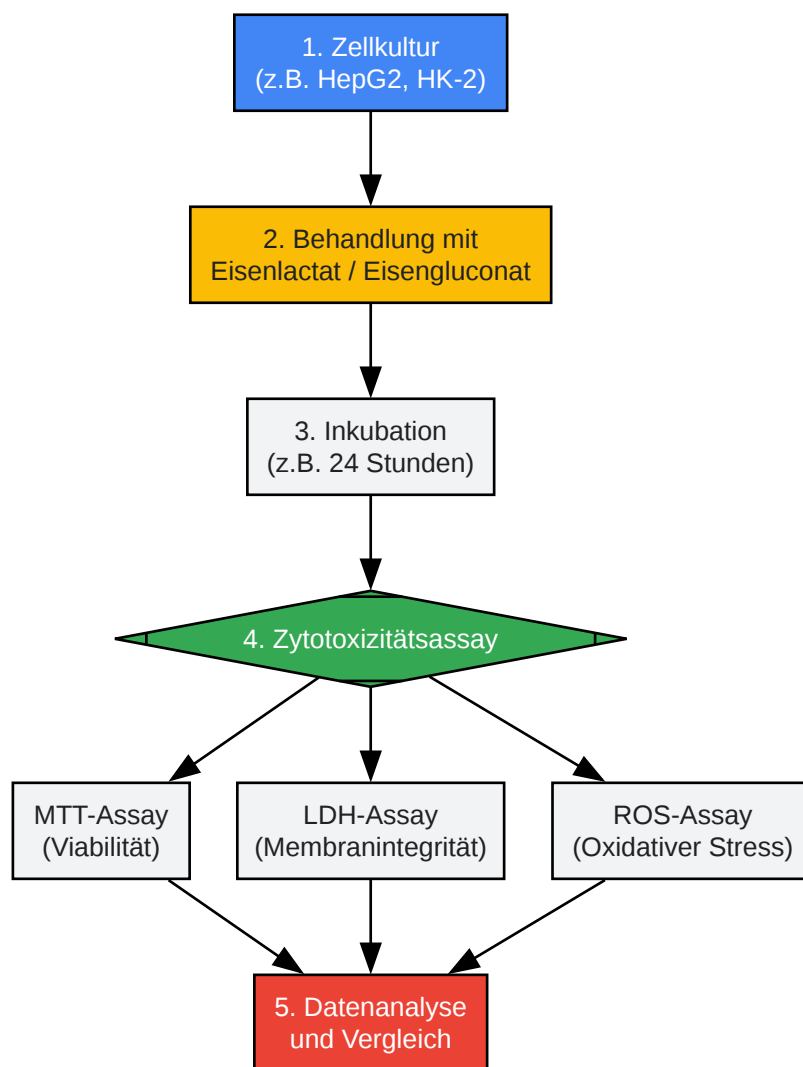 1. Zellkultur
(z.B. HepG2, HK-2)
2. Behandlung mit
Eisenlactat / Eisengluconat
3. Inkubation
(z.B. 24 Stunden)
4. Zytotoxizitätsassay
MTT-Assay
(Viabilität)
LDH-Assay
(Membranintegrität)
ROS-Assay
(Oxidativer Stress)
5. Datenanalyse
und Vergleich